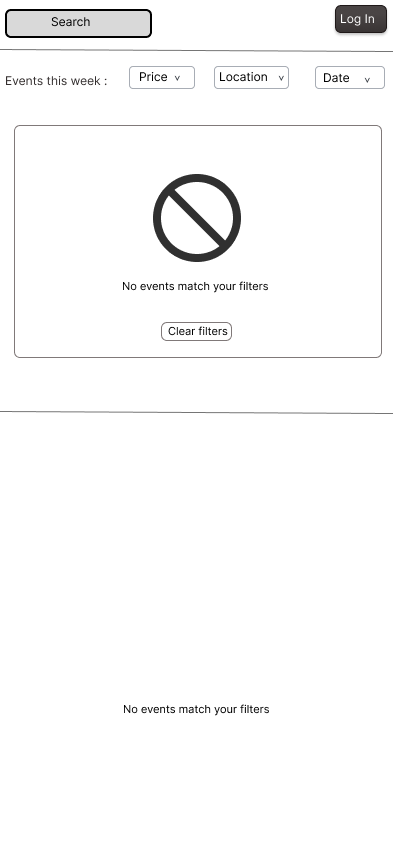 Search
Log In
Events this week :
Price v
Location v
Date v
No events match your filters
Clear filters
No events match your filters